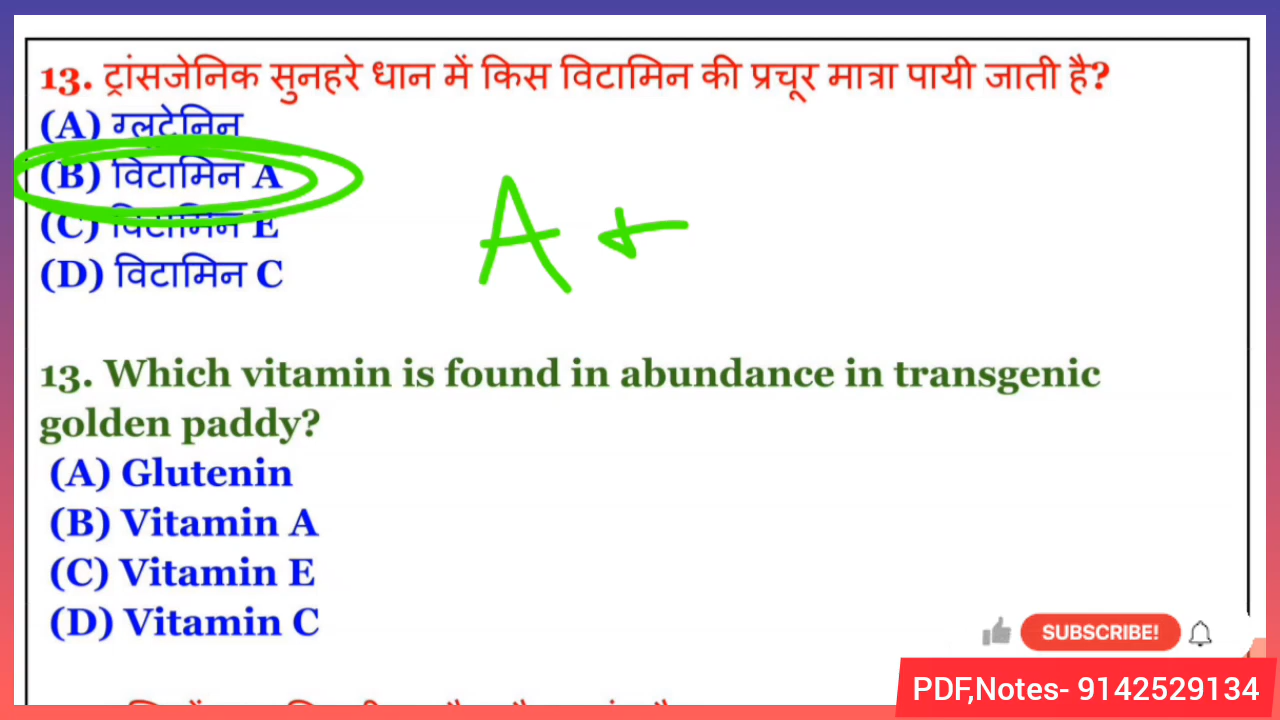 13. ट्रांसजेनिक सुनहरे धान में किस विटामिन की प्रचूर मात्रा पायी जाती है?
(A) ग्लूटेनिन
(B) विटामिन A
(C) विटामिन E
(D) विटामिन C
A
13. Which vitamin is found in abundance in transgenic
golden paddy?
(A) Glutenin
(B) Vitamin A
(C) Vitamin E
(D) Vitamin C
SUBSCRIBE!
PDF,Notes- 9142529134